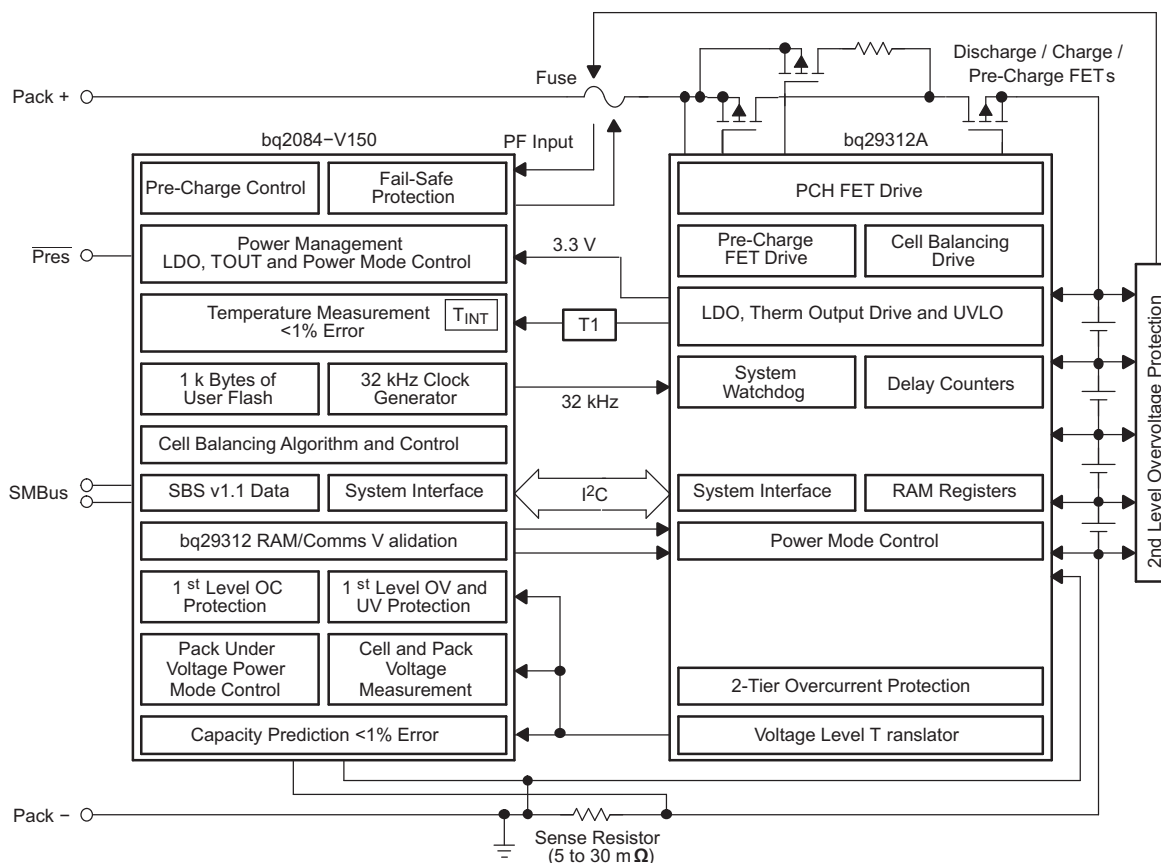 Discharge / Charge /
Pre-Charge FETs
Fuse
Pack +
bq2084−V150
PF Input
bq29312A
Pre-Charge Control
Fail-Safe
Protection
PCH FET Drive
Pres
Power Management
LDO, TOUT and Power Mode Control
3.3 V
Pre-Charge
FET Drive
Cell Balancing
Drive
Temperature Measurement
<1% Error
TINT
T1
LDO, Therm Output Drive and UVLO
1 k Bytes of
User Flash
32 kHz Clock
Generator
32 kHz
System
Watchdog
Delay Counters
2nd Level Overvoltage Protection
Cell Balancing Algorithm and Control
SMBus
SBS v1.1 Data
System Interface
I2C
System Interface
RAM Registers
bq29312 RAM/Comms V alidation
Power Mode Control
1 st Level OC
Protection
1 st Level OV and
UV Protection
Pack Under
Voltage Power
Mode Control
Cell and Pack
Voltage
Measurement
2-Tier Overcurrent Protection
Capacity Prediction <1% Error
Voltage Level T ranslator
Pack −
Sense Resistor
(5 to 30 m Ω)